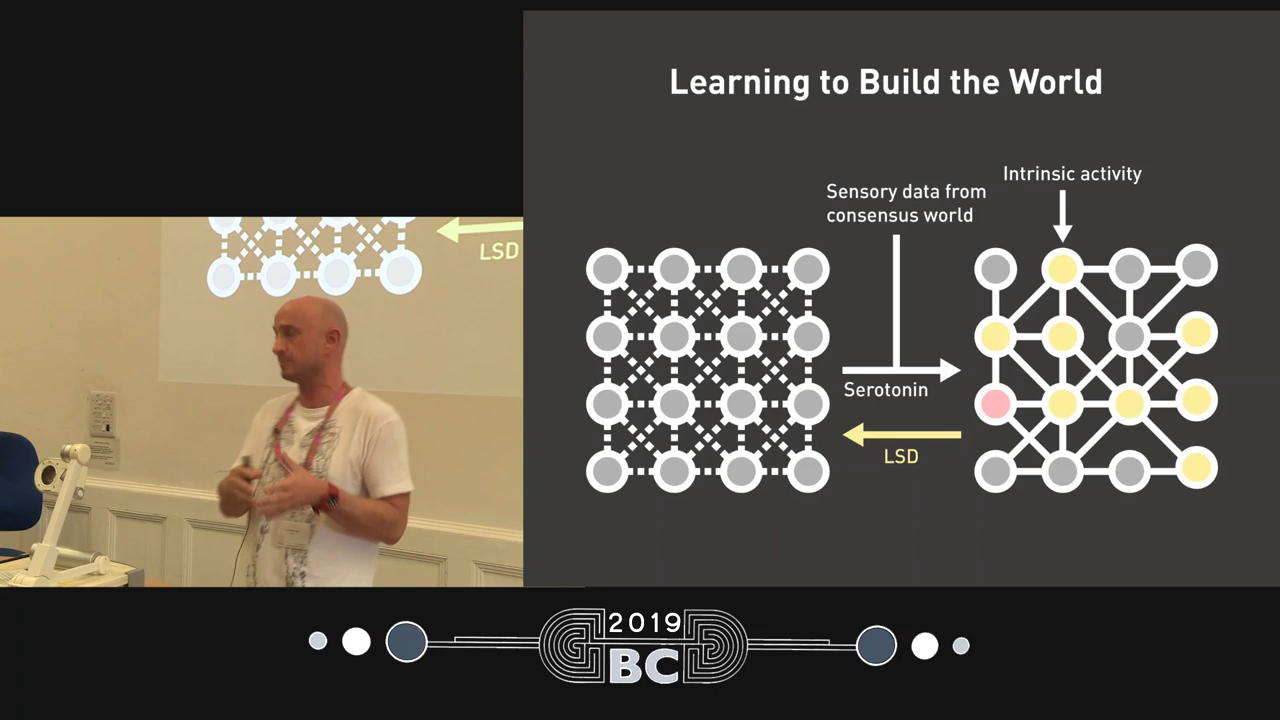 Learning to Build the World
Intrinsic activity
Sensory data from
consensus world
Serotonin
LSD
LSD
2019
BC